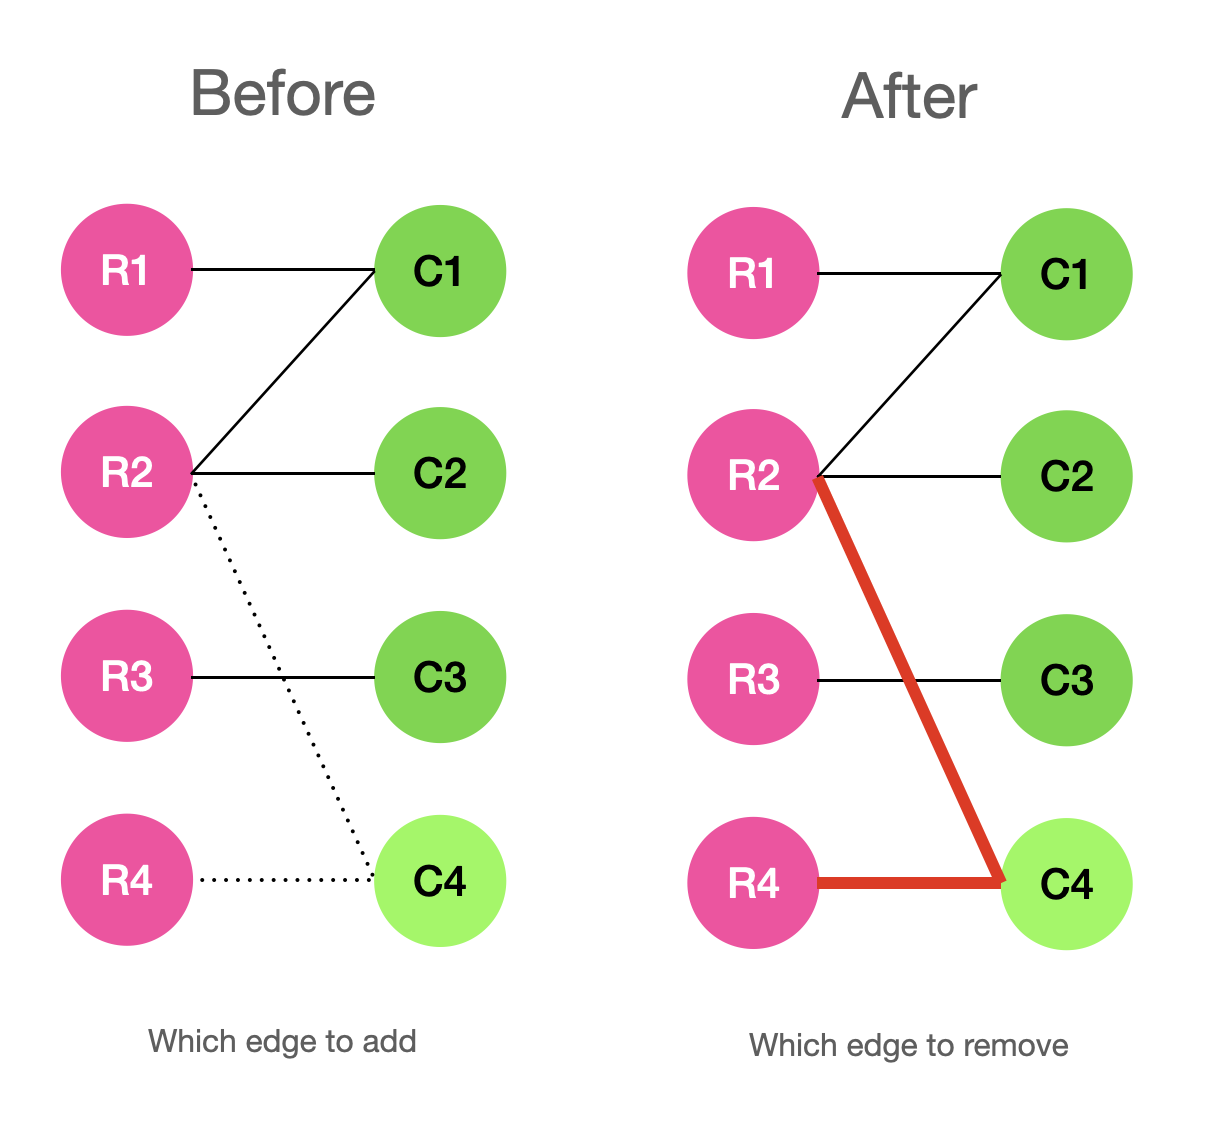 Before
R1
C1
R2
C2
R3
C3
R4
C4
Which edge to add
After
R1
C1
R2
C2
R3
C3
R4
C4
Which edge to remove